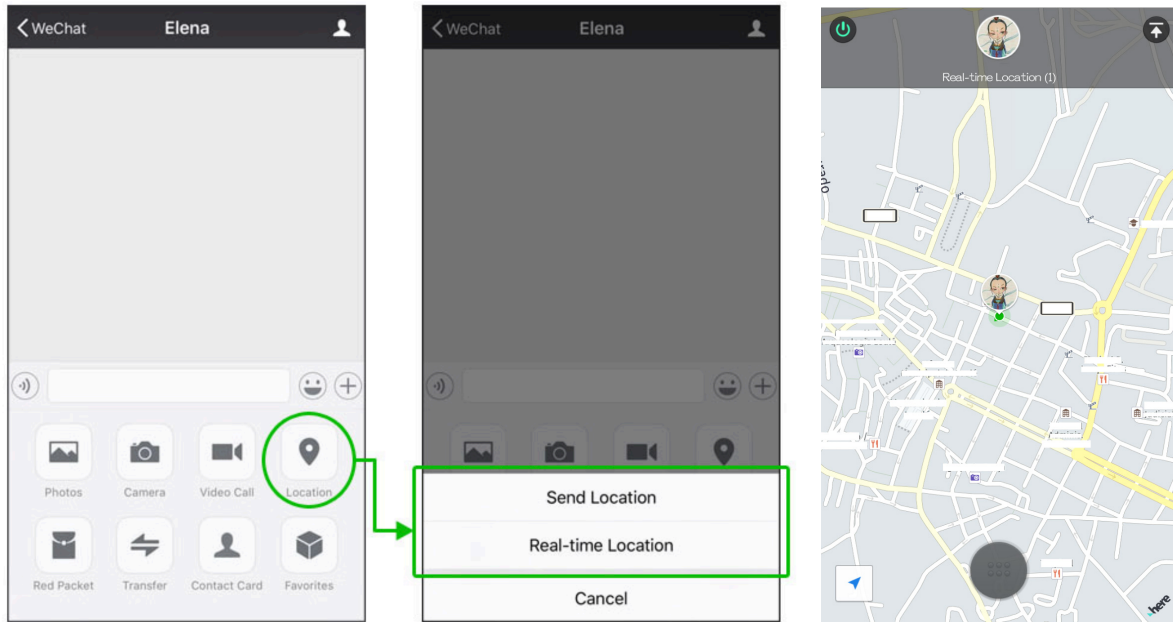 WeChat
Elena
Photos
Camera
Video Call
Location
Red Packet
Transfer
Contact Card
Favorites
WeChat
Elena
Send Location
Real-time Location
Cancel
Real-time Location (1)
here